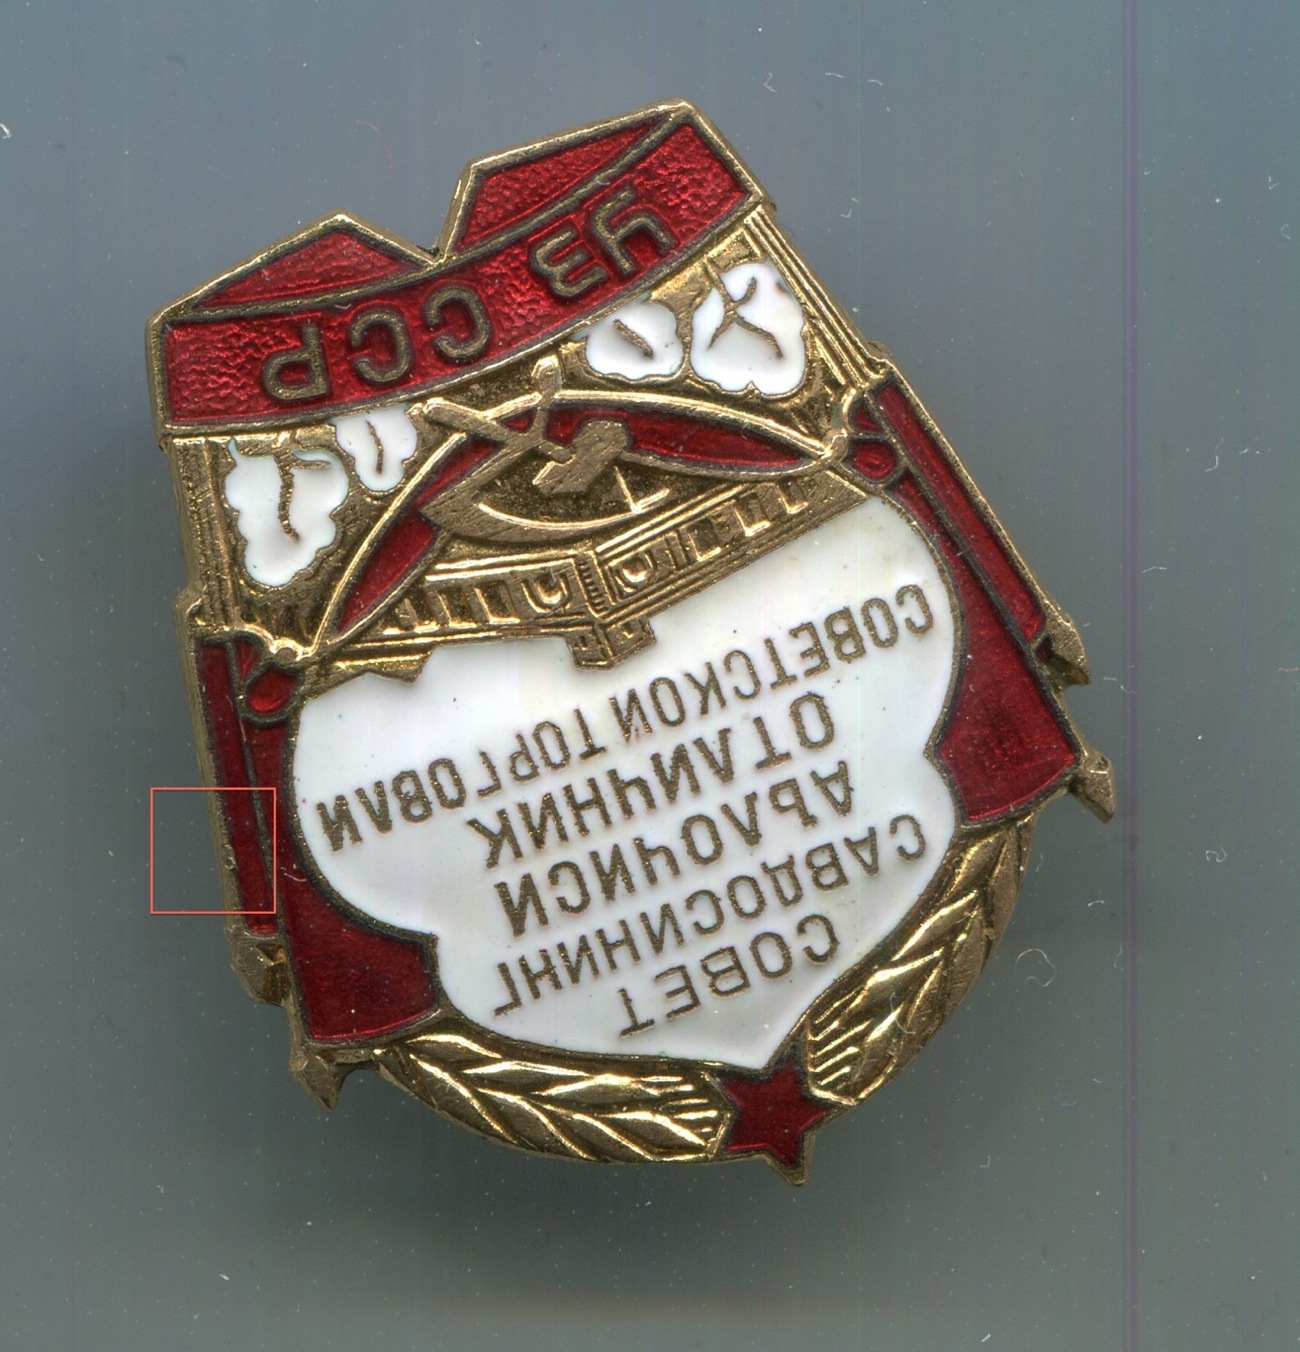 СОВЕТ
САВДОСИНИНГ
АЪЛОЧИСИ
ОТЛИЧНИК
СОВЕТСКОЙ ТОРГОВЛИ
УЗ ССР